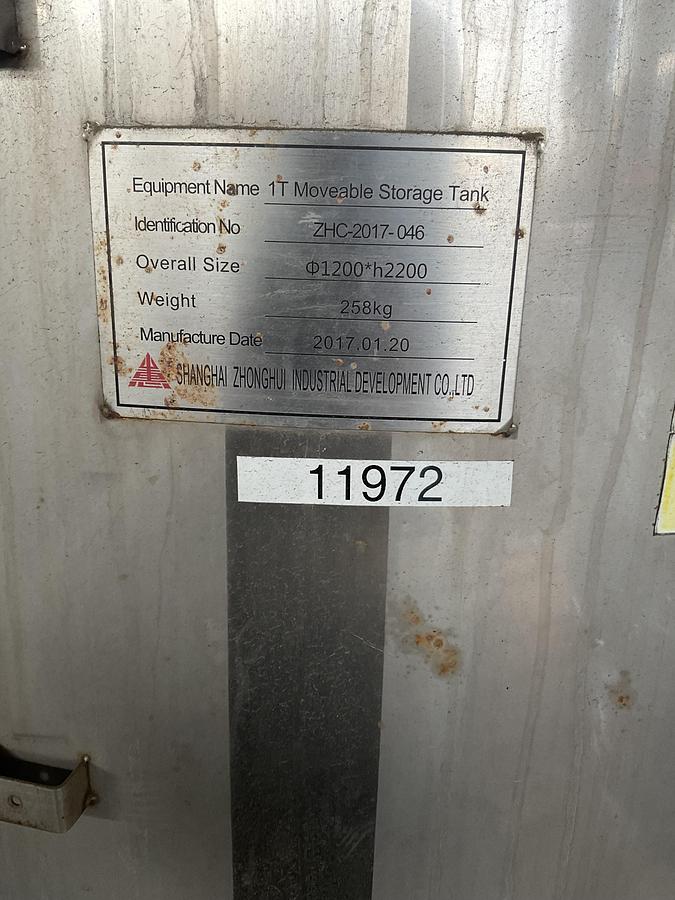 Equipment Name 1T Moveable Storage Tank
Identification No ZHC-2017-046
Overall Size Φ1200*h2200
Weight 258kg
Manufacture Date 2017.01.20
SHANGHAI ZHONGHUI INDUSTRIAL DEVELOPMENT CO.,LTD
11972